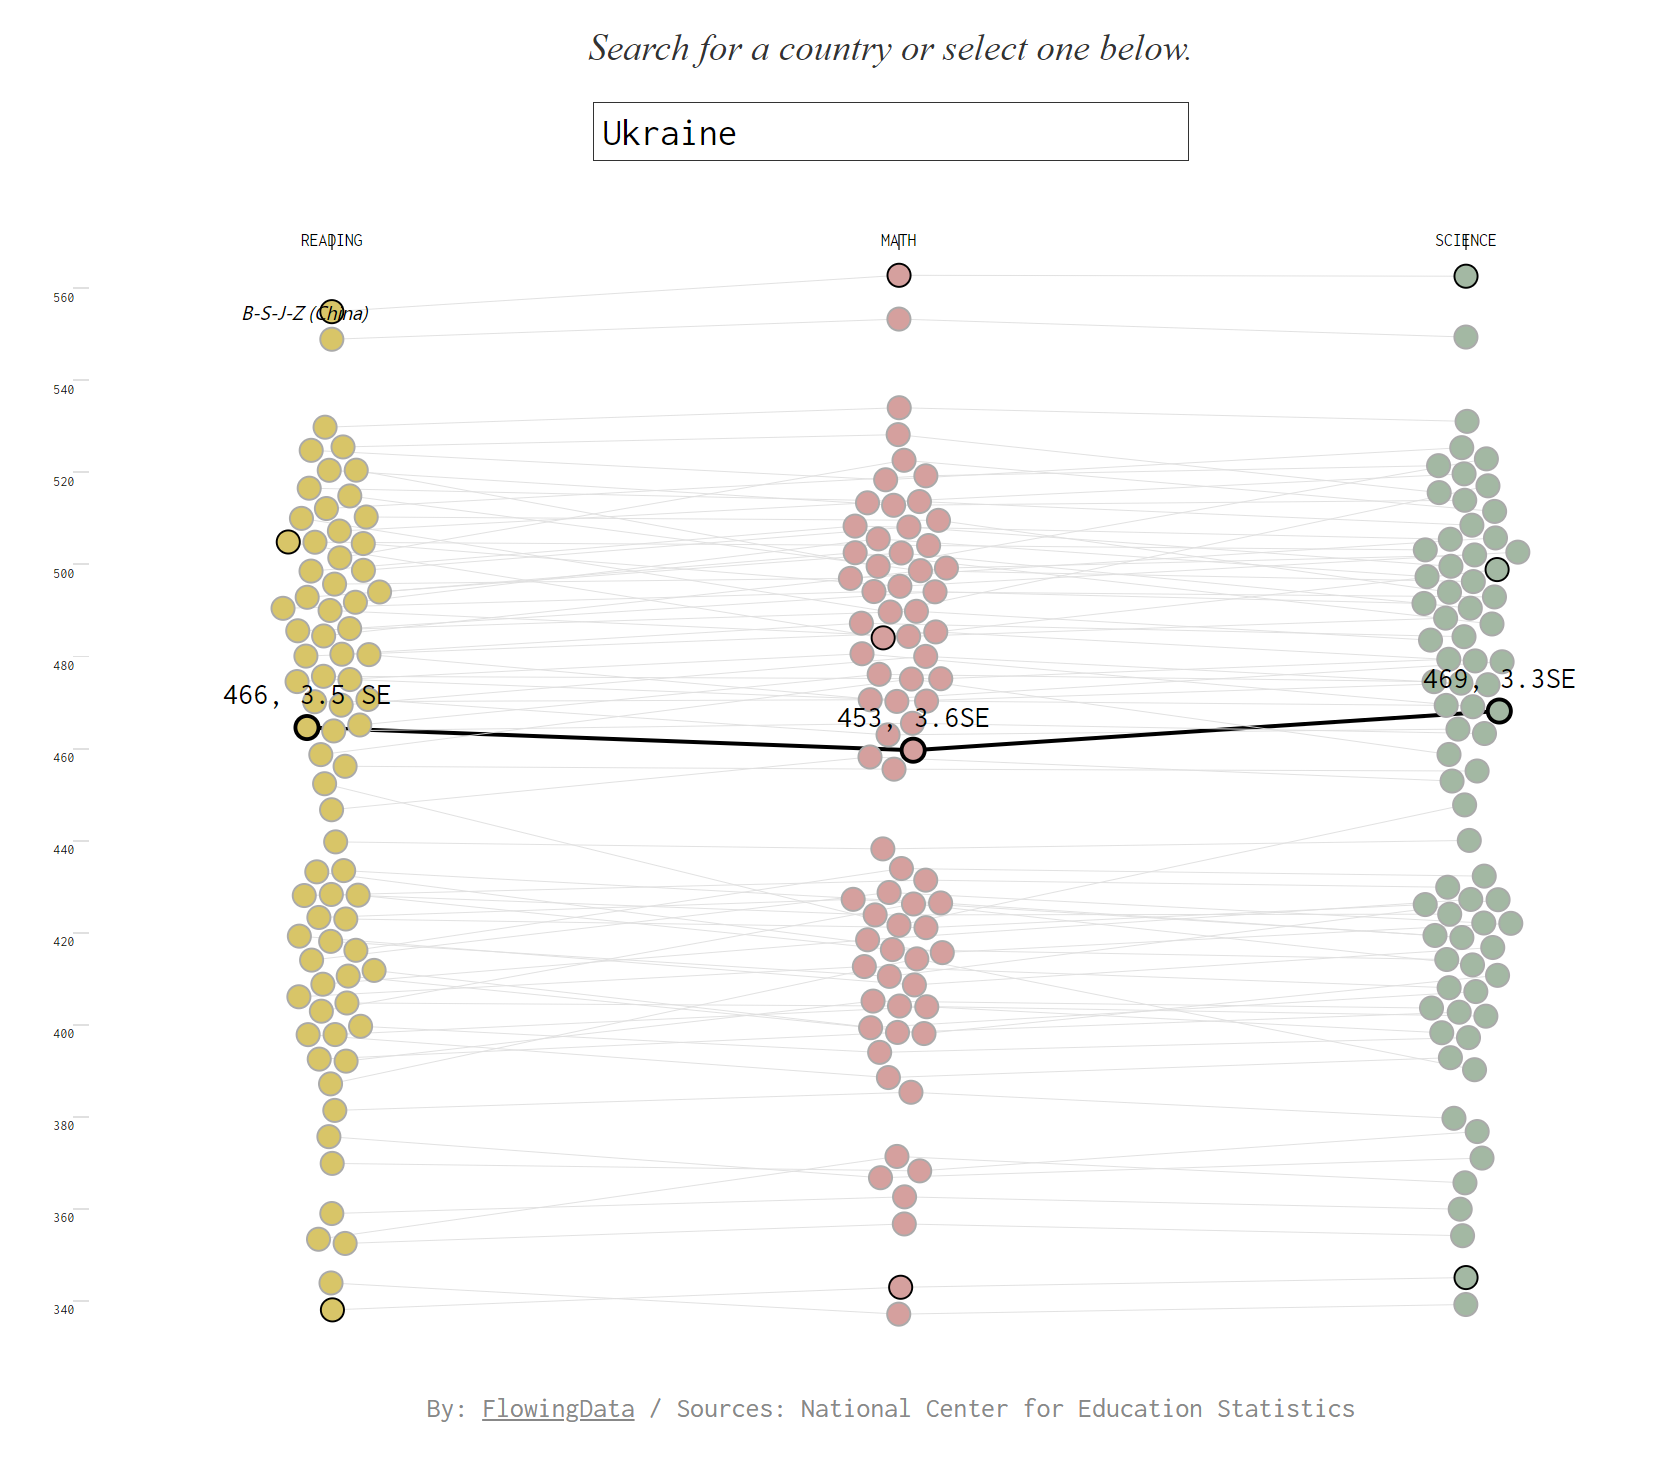 Search for a country or select one below.
Ukraine
READING MATH SCIENCE
560
B-S-J-Z (China)
540
520
500
480
466, 3.5 SE
453, 3.6SE
469, 3.3SE
460
440
420
400
380
360
340
By: FlowingData / Sources: National Center for Education Statistics